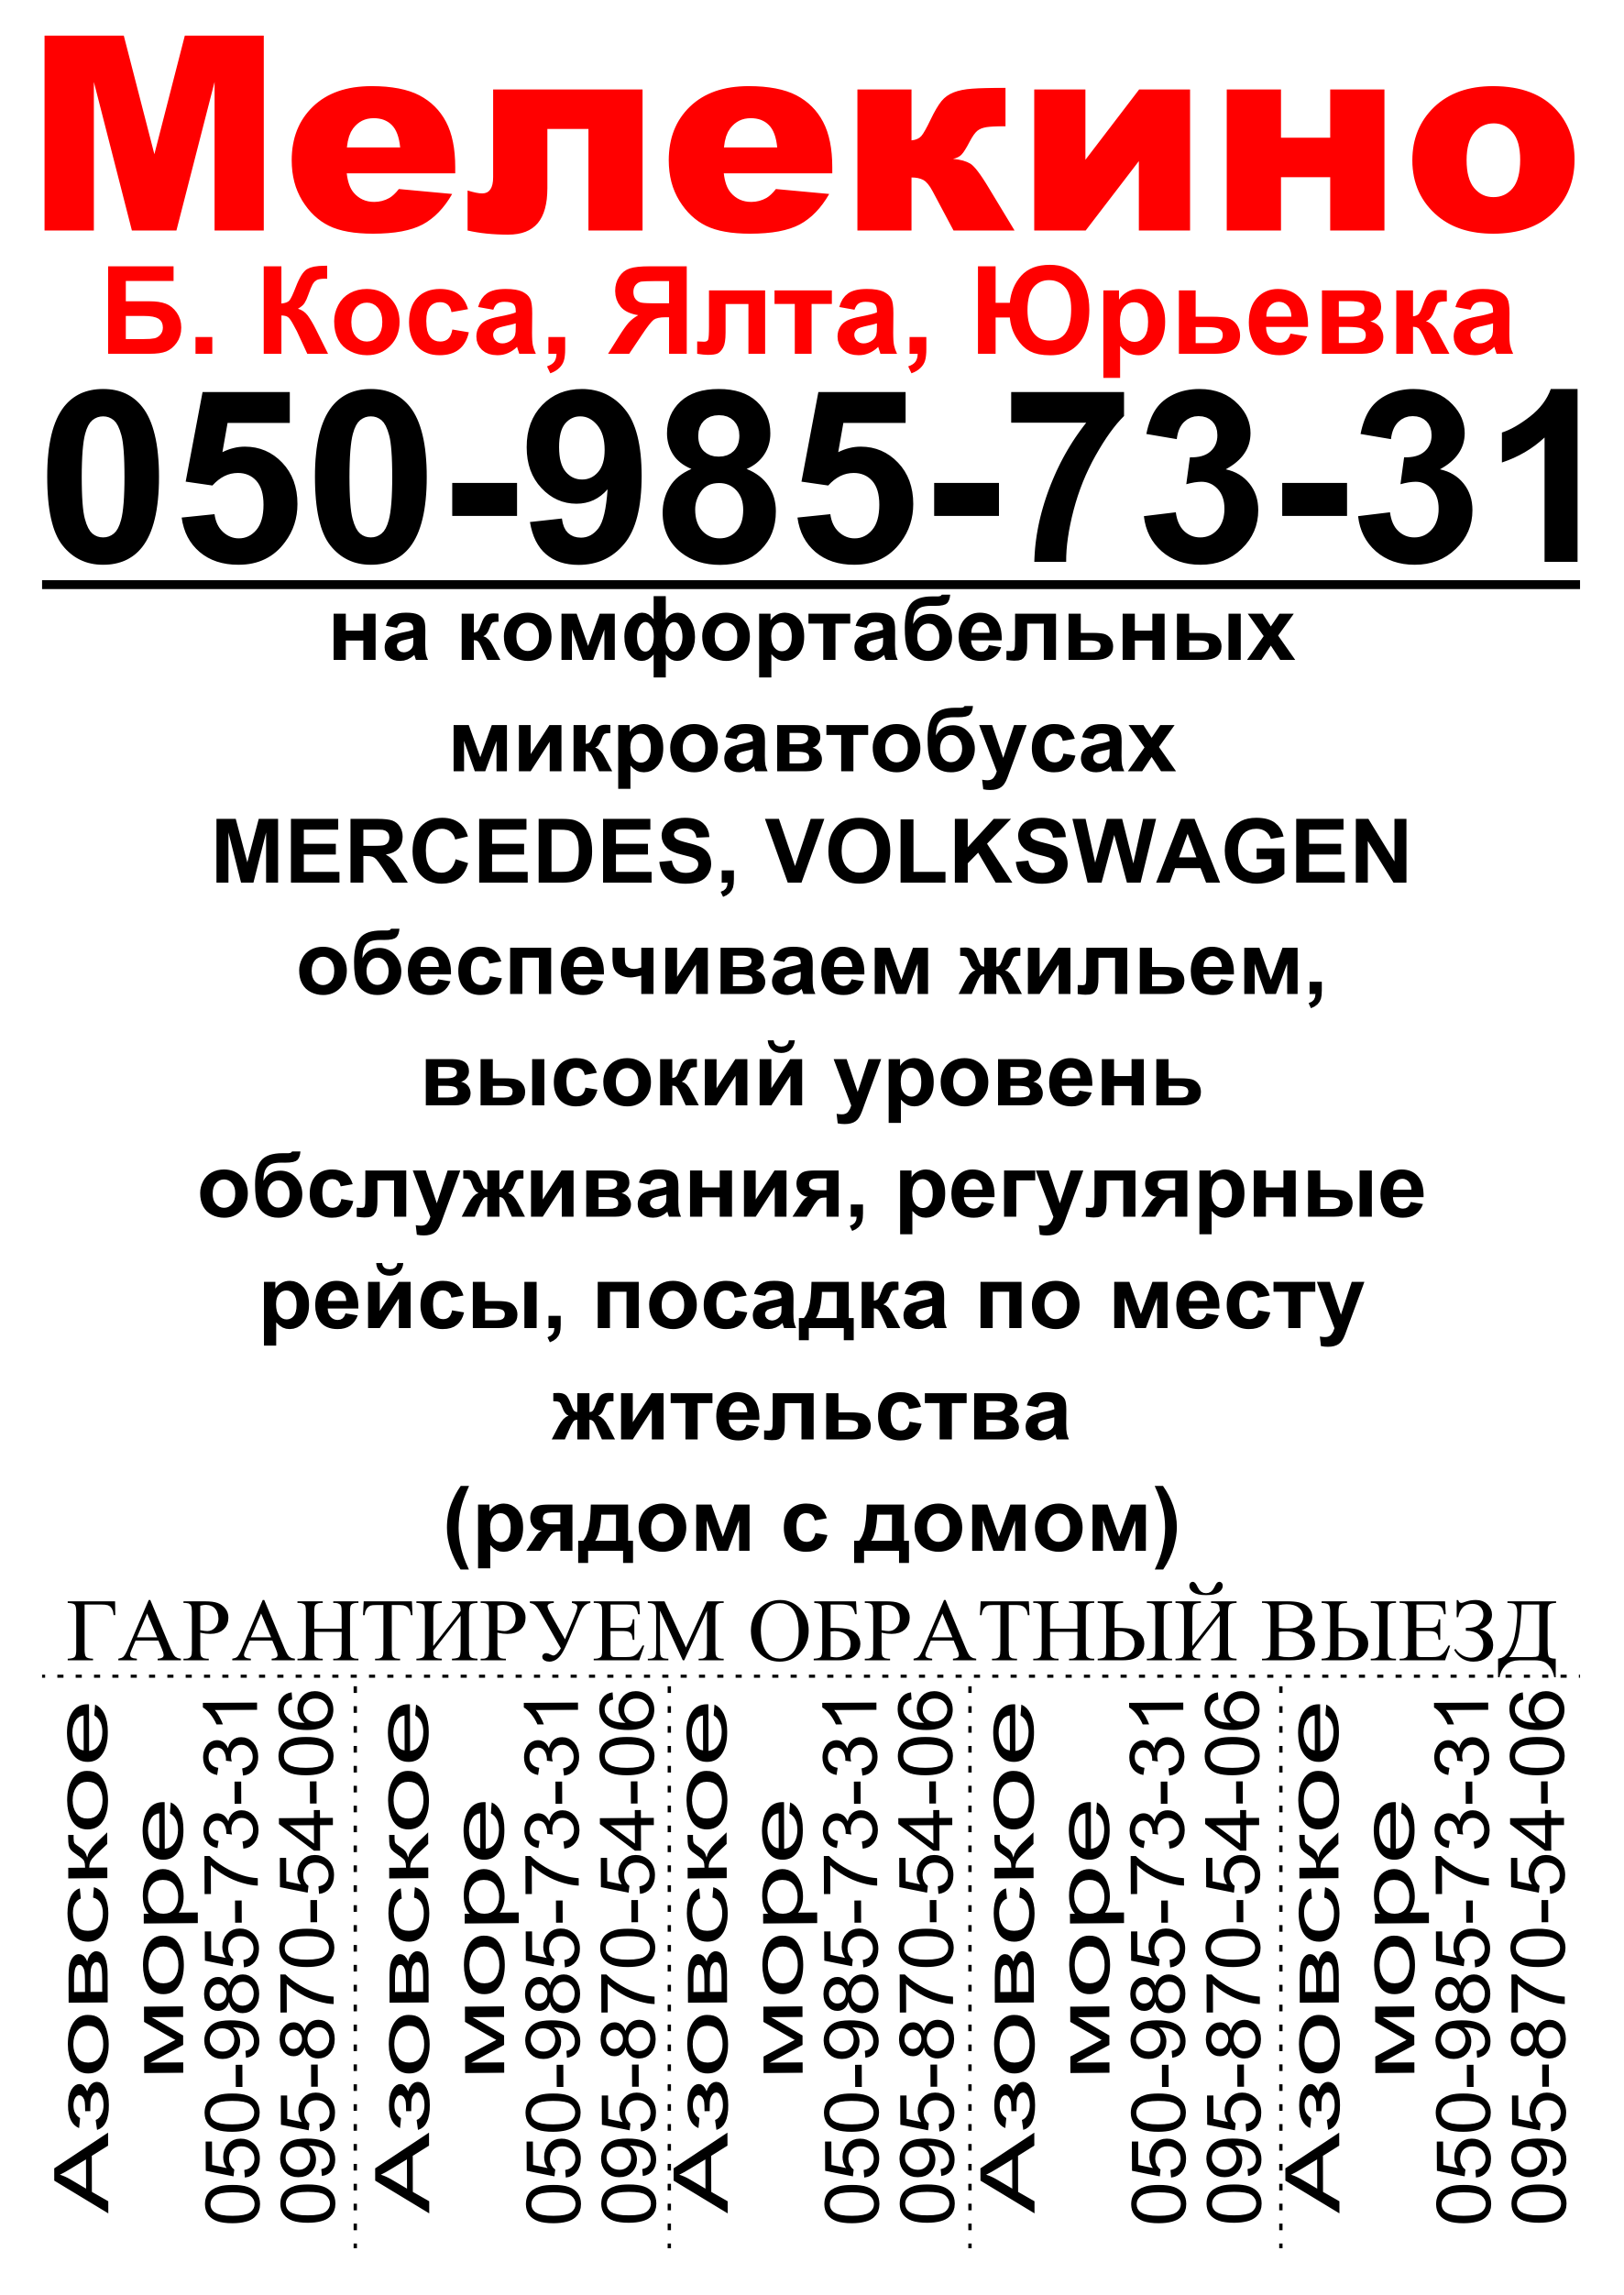 Мелекино
Б. Коса, Ялта, Юрьевка
050-985-73-31
на комфортабельных
микроавтобусах
MERCEDES, VOLKSWAGEN
обеспечиваем жильем,
высокий уровень
обслуживания, регулярные
рейсы, посадка по месту
жительства
(рядом с домом)
ГАРАНТИРУЕМ ОБРАТНЫЙ ВЫЕЗД
Азовское
море
050-985-73-31
095-870-54-06
Азовское
море
050-985-73-31
095-870-54-06
Азовское
море
050-985-73-31
095-870-54-06
Азовское
море
050-985-73-31
095-870-54-06
Азовское
море
050-985-73-31
095-870-54-06